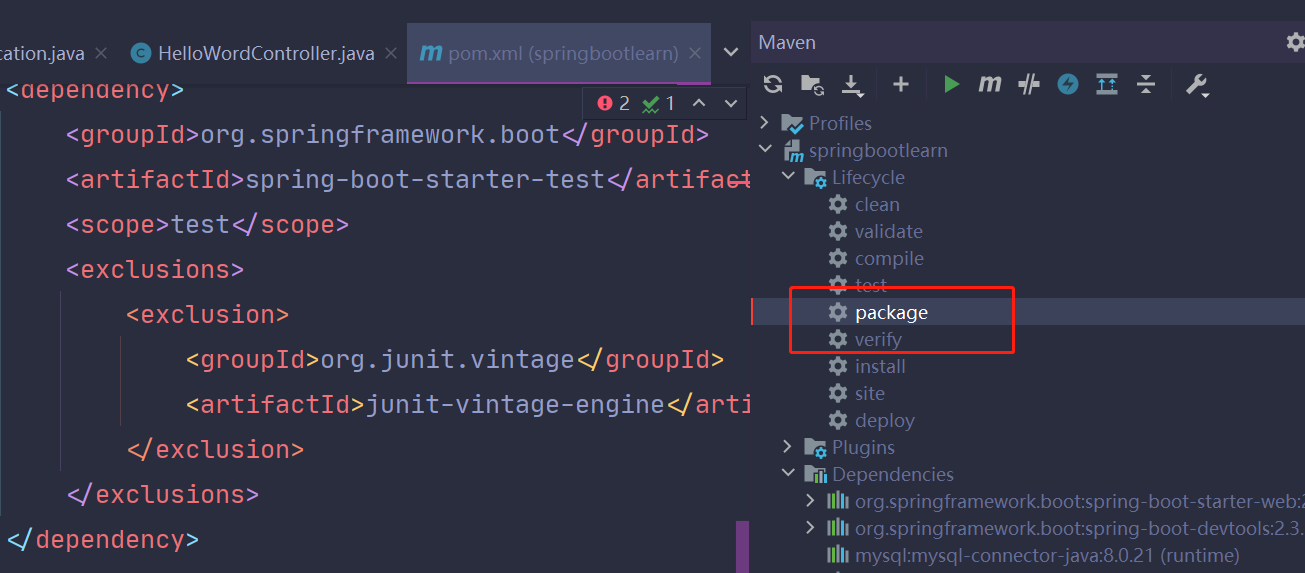 cation.java
HelloWordController.java
pom.xml (springbootlearn)
2 1
<dependency>
<groupId>org.springframework.boot</groupId>
<artifactId>spring-boot-starter-test</artifact
<scope>test</scope>
<exclusions>
<exclusion>
<groupId>org.junit.vintage</groupId>
<artifactId>junit-vintage-engine</arti
</exclusion>
</exclusions>
</dependency>
Maven
Profiles
springbootlearn
Lifecycle
clean
validate
compile
test
package
verify
install
site
deploy
Plugins
Dependencies
org.springframework.boot:spring-boot-starter-web:2
org.springframework.boot:spring-boot-devtools:2.3.
mysql:mysql-connector-java:8.0.21 (runtime)